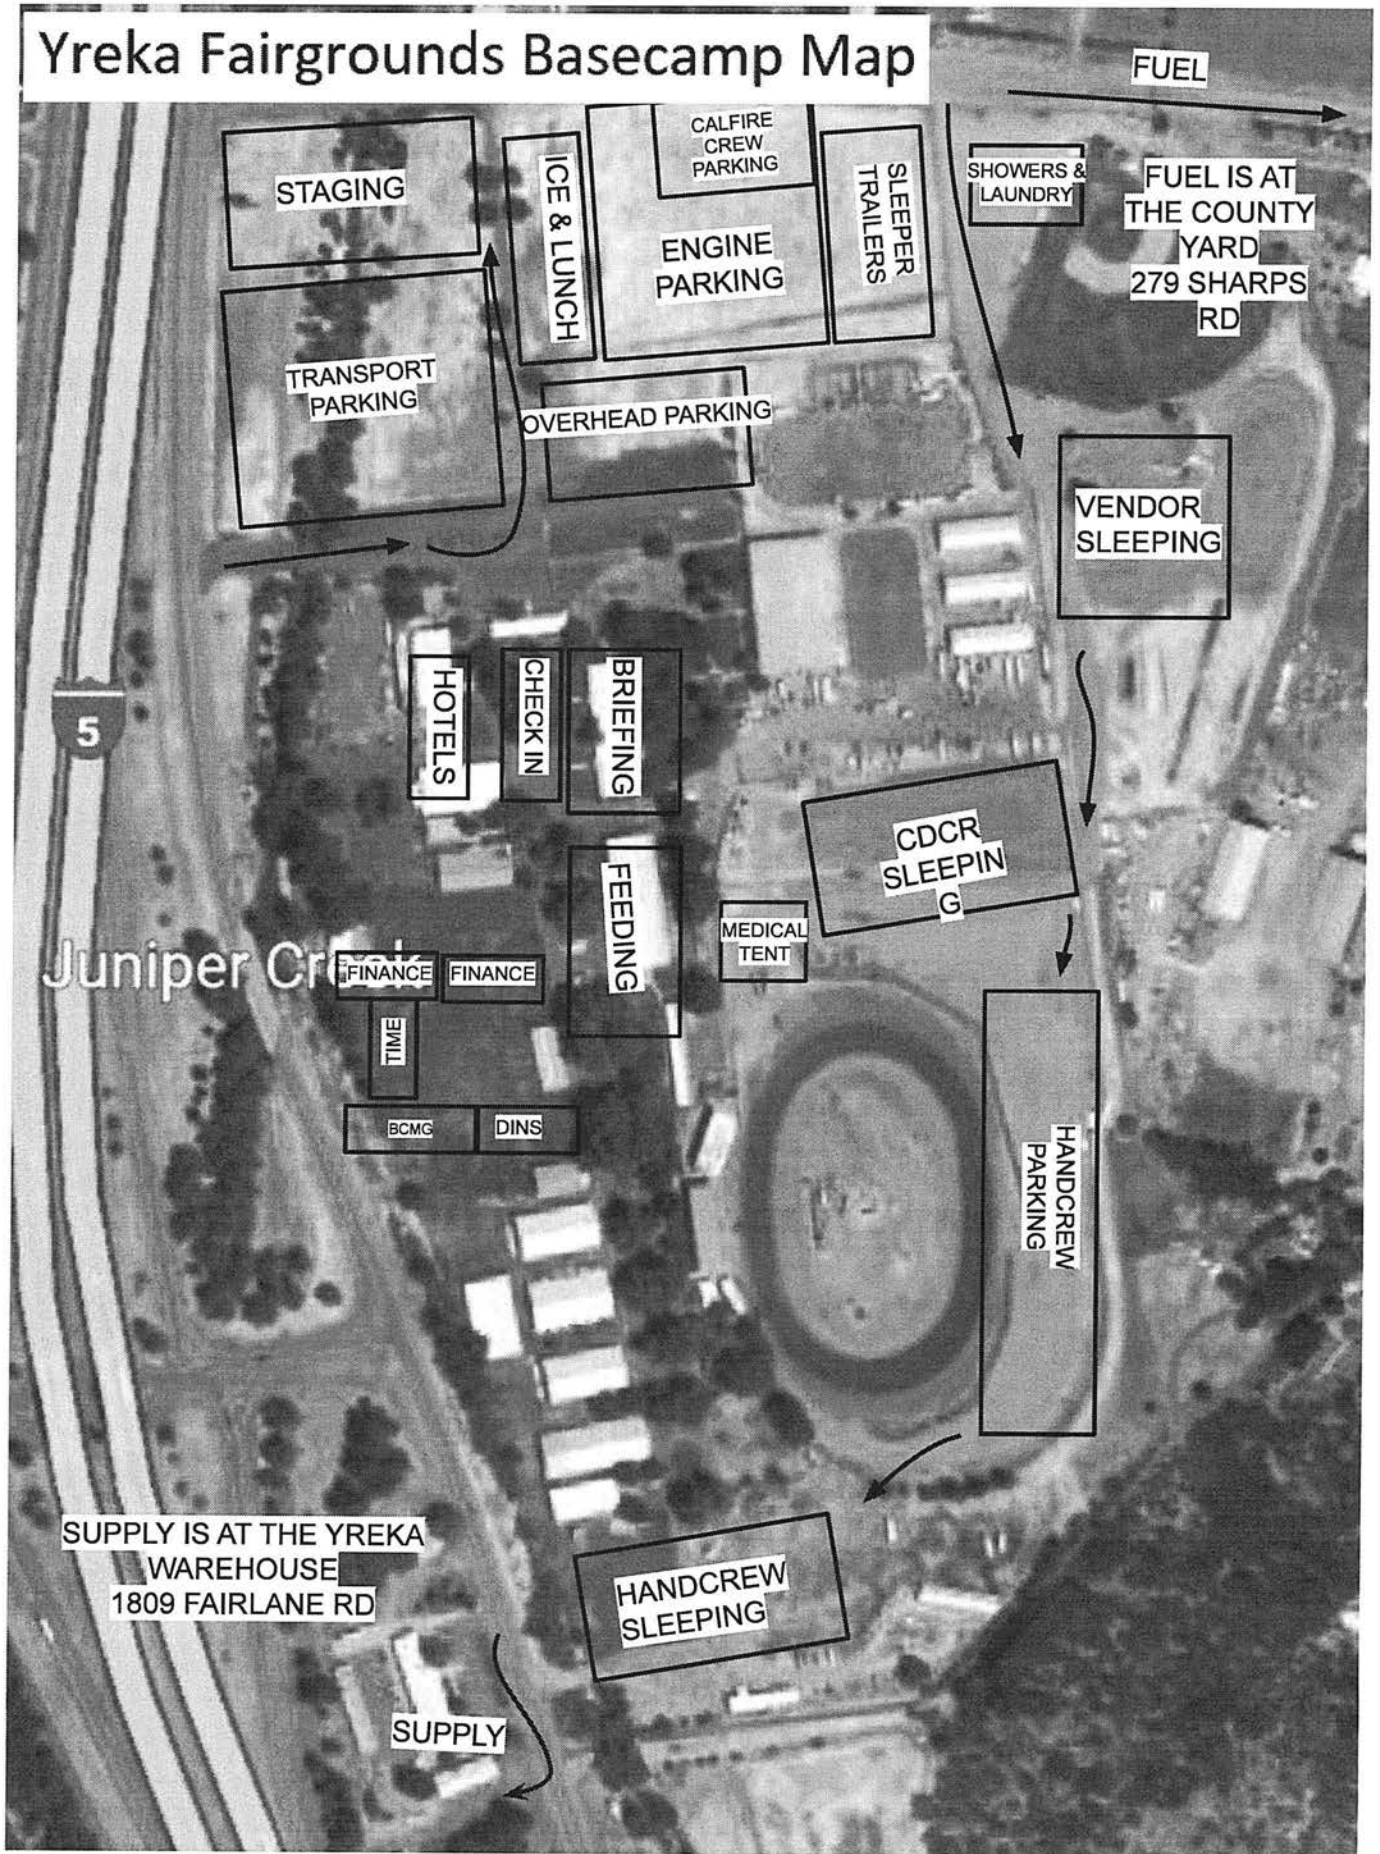 Yreka Fairgrounds Basecamp Map
FUEL
STAGING
ICE & LUNCH
CALFIRE
CREW
PARKING
ENGINE
PARKING
SLEEPER
TRAILERS
SHOWERS &
LAUNDRY
FUEL IS AT
THE COUNTY
YARD
279 SHARPS
RD
TRANSPORT
PARKING
OVERHEAD PARKING
VENDOR
SLEEPING
HOTELS
CHECK IN
BRIEFING
5
CDCR
SLEEPIN
G
FEEDING
MEDICAL
TENT
Juniper Creek
FINANCE
FINANCE
TIME
BCMG
DINS
HANDCREW
PARKING
SUPPLY IS AT THE YREKA
WAREHOUSE
1809 FAIRLANE RD
HANDCREW
SLEEPING
SUPPLY